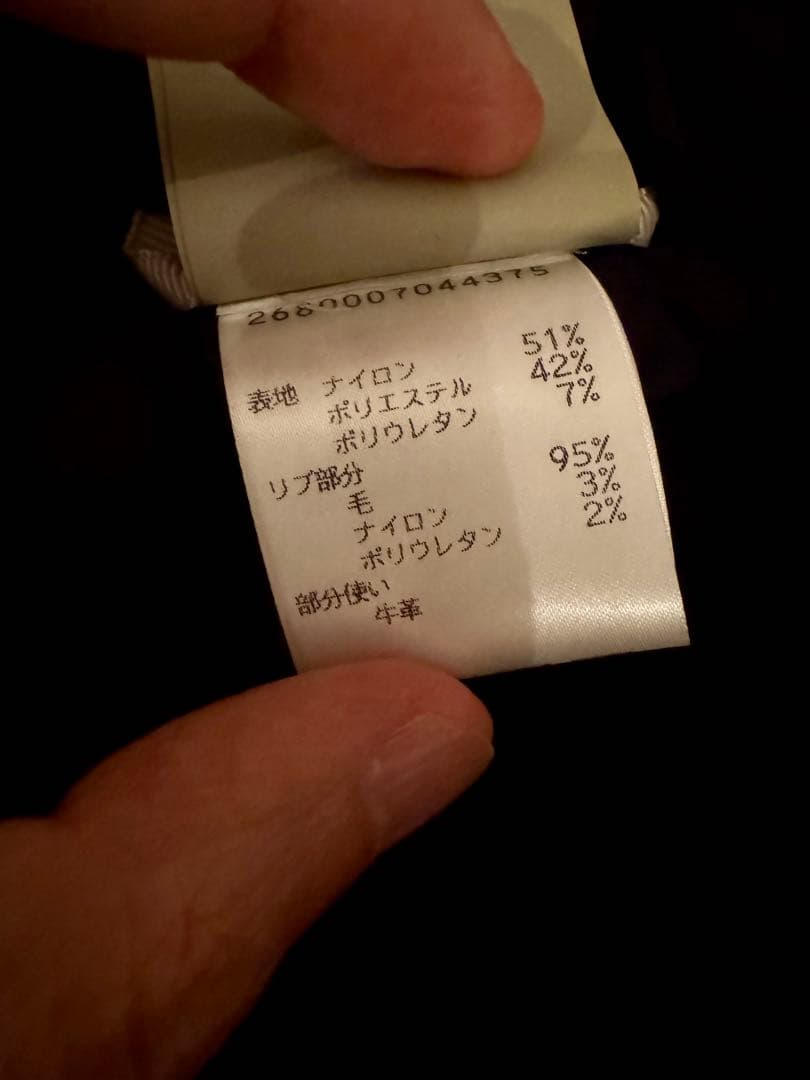 2680007044375
表地 ナイロン 51%
ポリエステル 42%
ポリウレタン 7%
リブ部分
毛 95%
ナイロン 3%
ポリウレタン 2%
部分使い
牛革